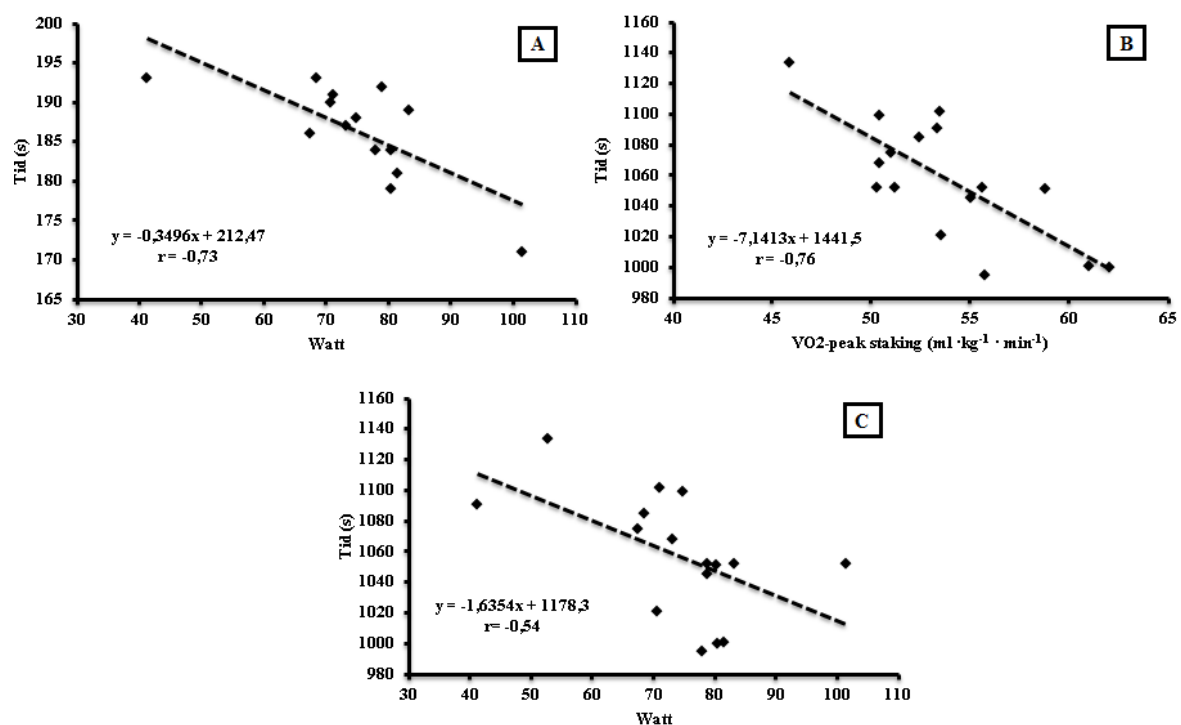 A
200
195
190
185
180
175
170
165
Tid (s)
y = -0,3496x + 212,47
r= -0,73
30 40 50 60 70 80 90 100 110
Watt
B
1160
1140
1120
1100
1080
1060
1040
1020
1000
980
Tid (s)
y = -7,1413x + 1441,5
r = -0,76
40 45 50 55 60 65
VO2-peak staking (ml ·kg⁻¹ · min⁻¹)
C
1160
1140
1120
1100
1080
1060
1040
1020
1000
980
Tid (s)
y = -1,6354x + 1178,3
r= -0,54
30 40 50 60 70 80 90 100 110
Watt